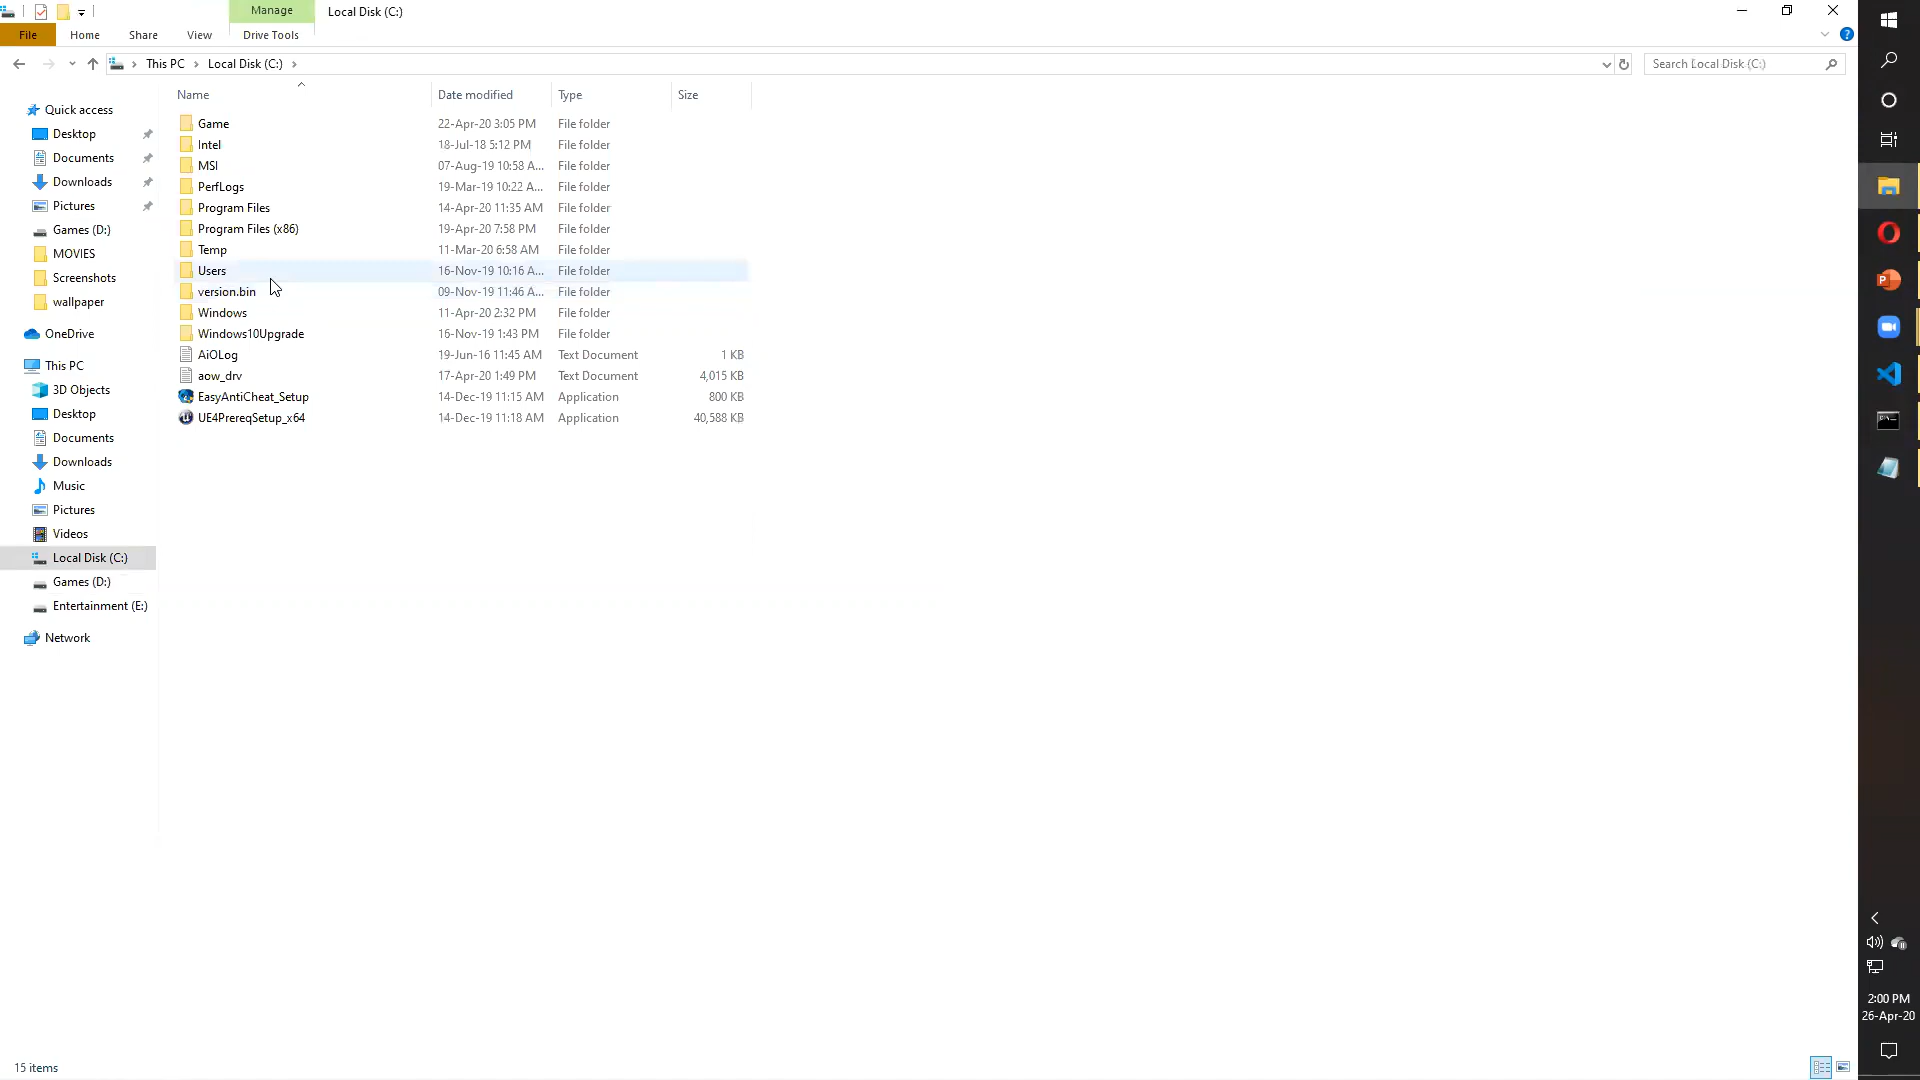 Manage
Local Disk (C:)
File
Home
Share
View
Drive Tools
This PC
Local Disk (C:)
Search Local Disk (C:)
Name
Date modified
Type
Size
Quick access
Desktop
Documents
Downloads
Pictures
Games (D:)
MOVIES
Screenshots
wallpaper
OneDrive
This PC
3D Objects
Desktop
Documents
Downloads
Music
Pictures
Videos
Local Disk (C:)
Games (D:)
Entertainment (E:)
Network
Game 22-Apr-20 3:05 PM File folder
Intel 18-Jul-18 5:12 PM File folder
MSI 07-Aug-19 10:58 A... File folder
PerfLogs 19-Mar-19 10:22 A... File folder
Program Files 14-Apr-20 11:35 AM File folder
Program Files (x86) 19-Apr-20 7:58 PM File folder
Temp 11-Mar-20 6:58 AM File folder
Users 16-Nov-19 10:16 A... File folder
version.bin 09-Nov-19 11:46 A... File folder
Windows 11-Apr-20 2:32 PM File folder
Windows10Upgrade 16-Nov-19 1:43 PM File folder
AiOLog 19-Jun-16 11:45 AM Text Document 1 KB
aow_drv 17-Apr-20 1:49 PM Text Document 4,015 KB
EasyAntiCheat_Setup 14-Dec-19 11:15 AM Application 800 KB
UE4PrereqSetup_x64 14-Dec-19 11:18 AM Application 40,588 KB
15 items
2:00 PM
26-Apr-20